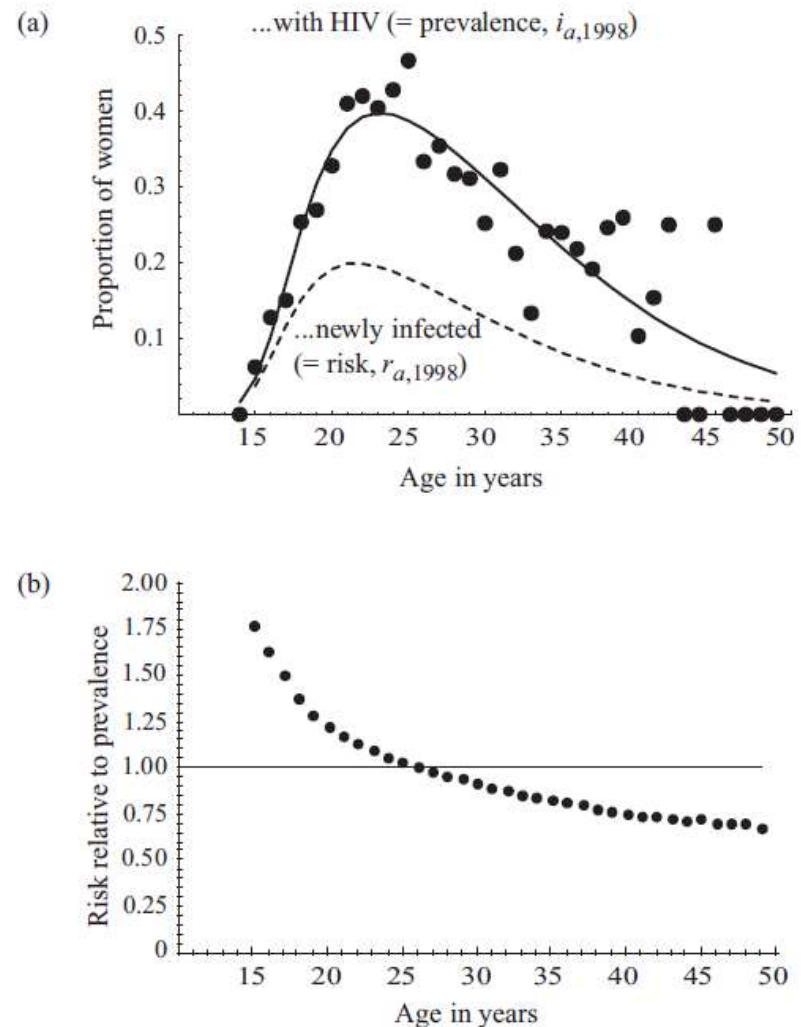 (a)
...with HIV (= prevalence, i a,1998)
0.5
0.4
0.3
0.2
0.1
Proportion of women
...newly infected
(= risk, r a,1998)
15 20 25 30 35 40 45 50
Age in years
(b)
2.00
1.75
1.50
1.25
1.00
0.75
0.50
0.25
0
Risk relative to prevalence
15 20 25 30 35 40 45 50
Age in years